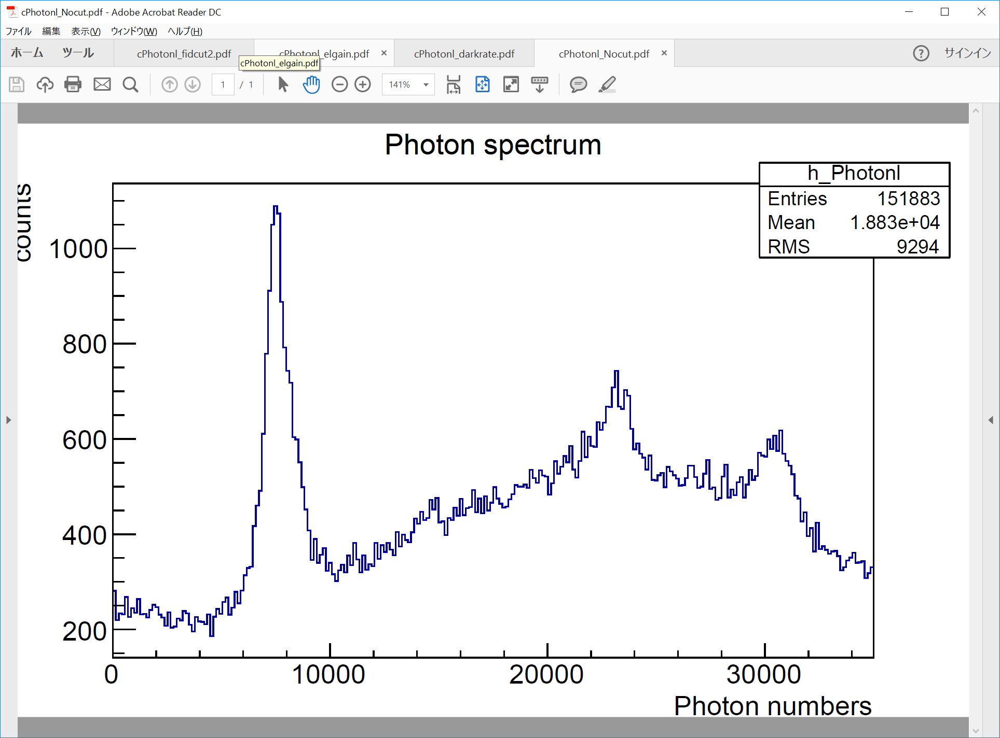 cPhotonl_Nocut.pdf - Adobe Acrobat Reader DC
ファイル 編集 表示(V) ウィンドウ(W) ヘルプ(H)
ホーム ツール cPhotonl_fidcut2.pdf cPhotonl_elgain.pdf × cPhotonl_darkrate.pdf cPhotonl_Nocut.pdf × ? サインイン
cPhotonl_elgain.pdf
1 / 1 141%
Photon spectrum
h_Photonl
Entries 151883
Mean 1.883e+04
RMS 9294
counts
1000
800
600
400
200
0 10000 20000 30000
Photon numbers